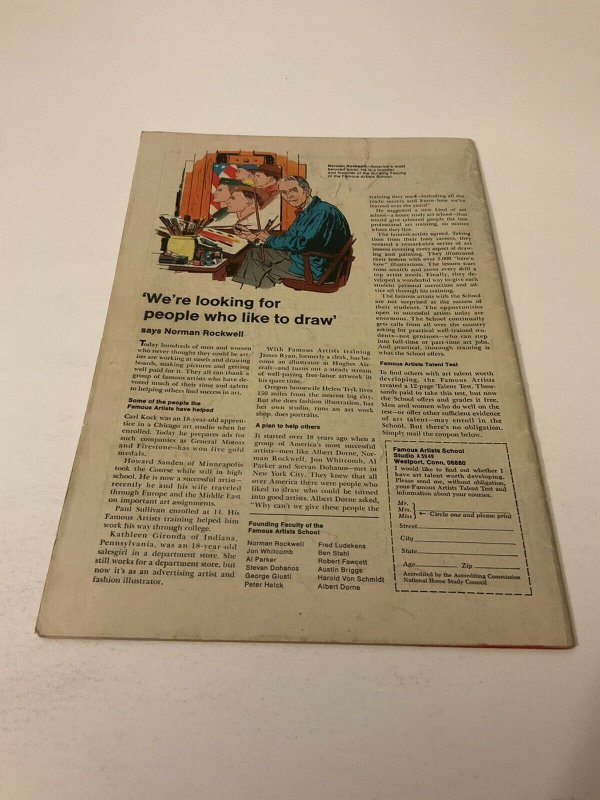 Norman Rockwell—America's most
beloved artist. He is a founder
and member of the Guiding Faculty
of the Famous Artists School.
'We're looking for
people who like to draw'
says Norman Rockwell
Today hundreds of men and women
who never thought they could be art-
ists are working at easels and drawing
boards, making pictures and getting
well paid for it. They all can thank a
group of famous artists who have de-
voted much of their time and talent
to helping others find success in art.
Some of the people the
Famous Artists have helped
Carl Kock was an 18-year-old appren-
tice in a Chicago art studio when he
enrolled. Today he prepares ads for
such companies as General Motors
and Firestone—has won five gold
medals.
Howard Sanden of Minneapolis
took the Course while still in high
school. He is now a successful artist—
recently he and his wife traveled
through Europe and the Middle East
on important art assignments.
Paul Sullivan enrolled at 14. His
Famous Artists training helped him
work his way through college.
Kathleen Gironda of Indiana,
Pennsylvania, was an 18-year-old
salesgirl in a department store. She
still works for a department store, but
now it's as an advertising artist and
fashion illustrator.
With Famous Artists training
James Ryan, formerly a clerk, has be-
come an illustrator at Hughes Air-
craft—and turns out a steady stream
of well-paying free-lance artwork in
his spare time.
Oregon housewife Helen Tryk lives
150 miles from the nearest big city.
But she does fashion illustration, has
her own studio, runs an art work
shop, does portraits.
A plan to help others
It started over 18 years ago when a
group of America's most successful
artists—men like Albert Dorne, Nor-
man Rockwell, Jon Whitcomb, Al
Parker and Stevan Dohanos—met in
New York City. They knew that all
over America there were people who
liked to draw who could be turned
into good artists. Albert Dorne asked,
"Why can't we give these people the
Founding Faculty of the
Famous Artists School
Norman Rockwell
Jon Whitcomb
Al Parker
Stevan Dohanos
George Giusti
Peter Helck
Fred Ludekens
Ben Stahl
Robert Fawcett
Austin Briggs
Harold Von Schmidt
Albert Dorne
training they need—including all the
trade secrets and know-how we've
learned over the years?"
He suggested a new kind of art
school—a home study art school—that
would give talented people the best
professional art training, no matter
where they live.
The famous artists agreed. Taking
time from their busy careers, they
created a remarkable series of art
lessons covering every aspect of draw-
ing and painting. They illustrated
their lessons with over 5,000 "here's-
how" illustrations. The lessons start
from scratch and cover every skill a
top artist needs. Finally, they de-
veloped a wonderful way to give each
student personal instruction and ad-
vice all through his training.
The famous artists with the School
are not surprised at the success of
their students. The opportunities
open to successful artists today are
enormous. The School continually
gets calls from all over the country
asking for practical well-trained stu-
dents—not geniuses—who can step
into full-time or part-time art jobs.
And practical, thorough training is
what the School offers.
Famous Artists Talent Test
To find others with art talent worth
developing, the Famous Artists
created a 12-page Talent Test. Thou-
sands paid to take this test, but now
the School offers and grades it free.
Men and women who do well on the
test—or offer other sufficient evidence
of art talent—may enroll in the
School. But there's no obligation.
Simply mail the coupon below.
Famous Artists School
Westport, Conn. 06880
I would like to find out whether I
have art talent worth developing.
Please send me, without obligation,
your Famous Artists Talent Test and
information about your courses.
Mr.
Mrs.
Miss
← Circle one and please print
Street
City
State
Age Zip
Accredited by the Accrediting Commission
National Home Study Council